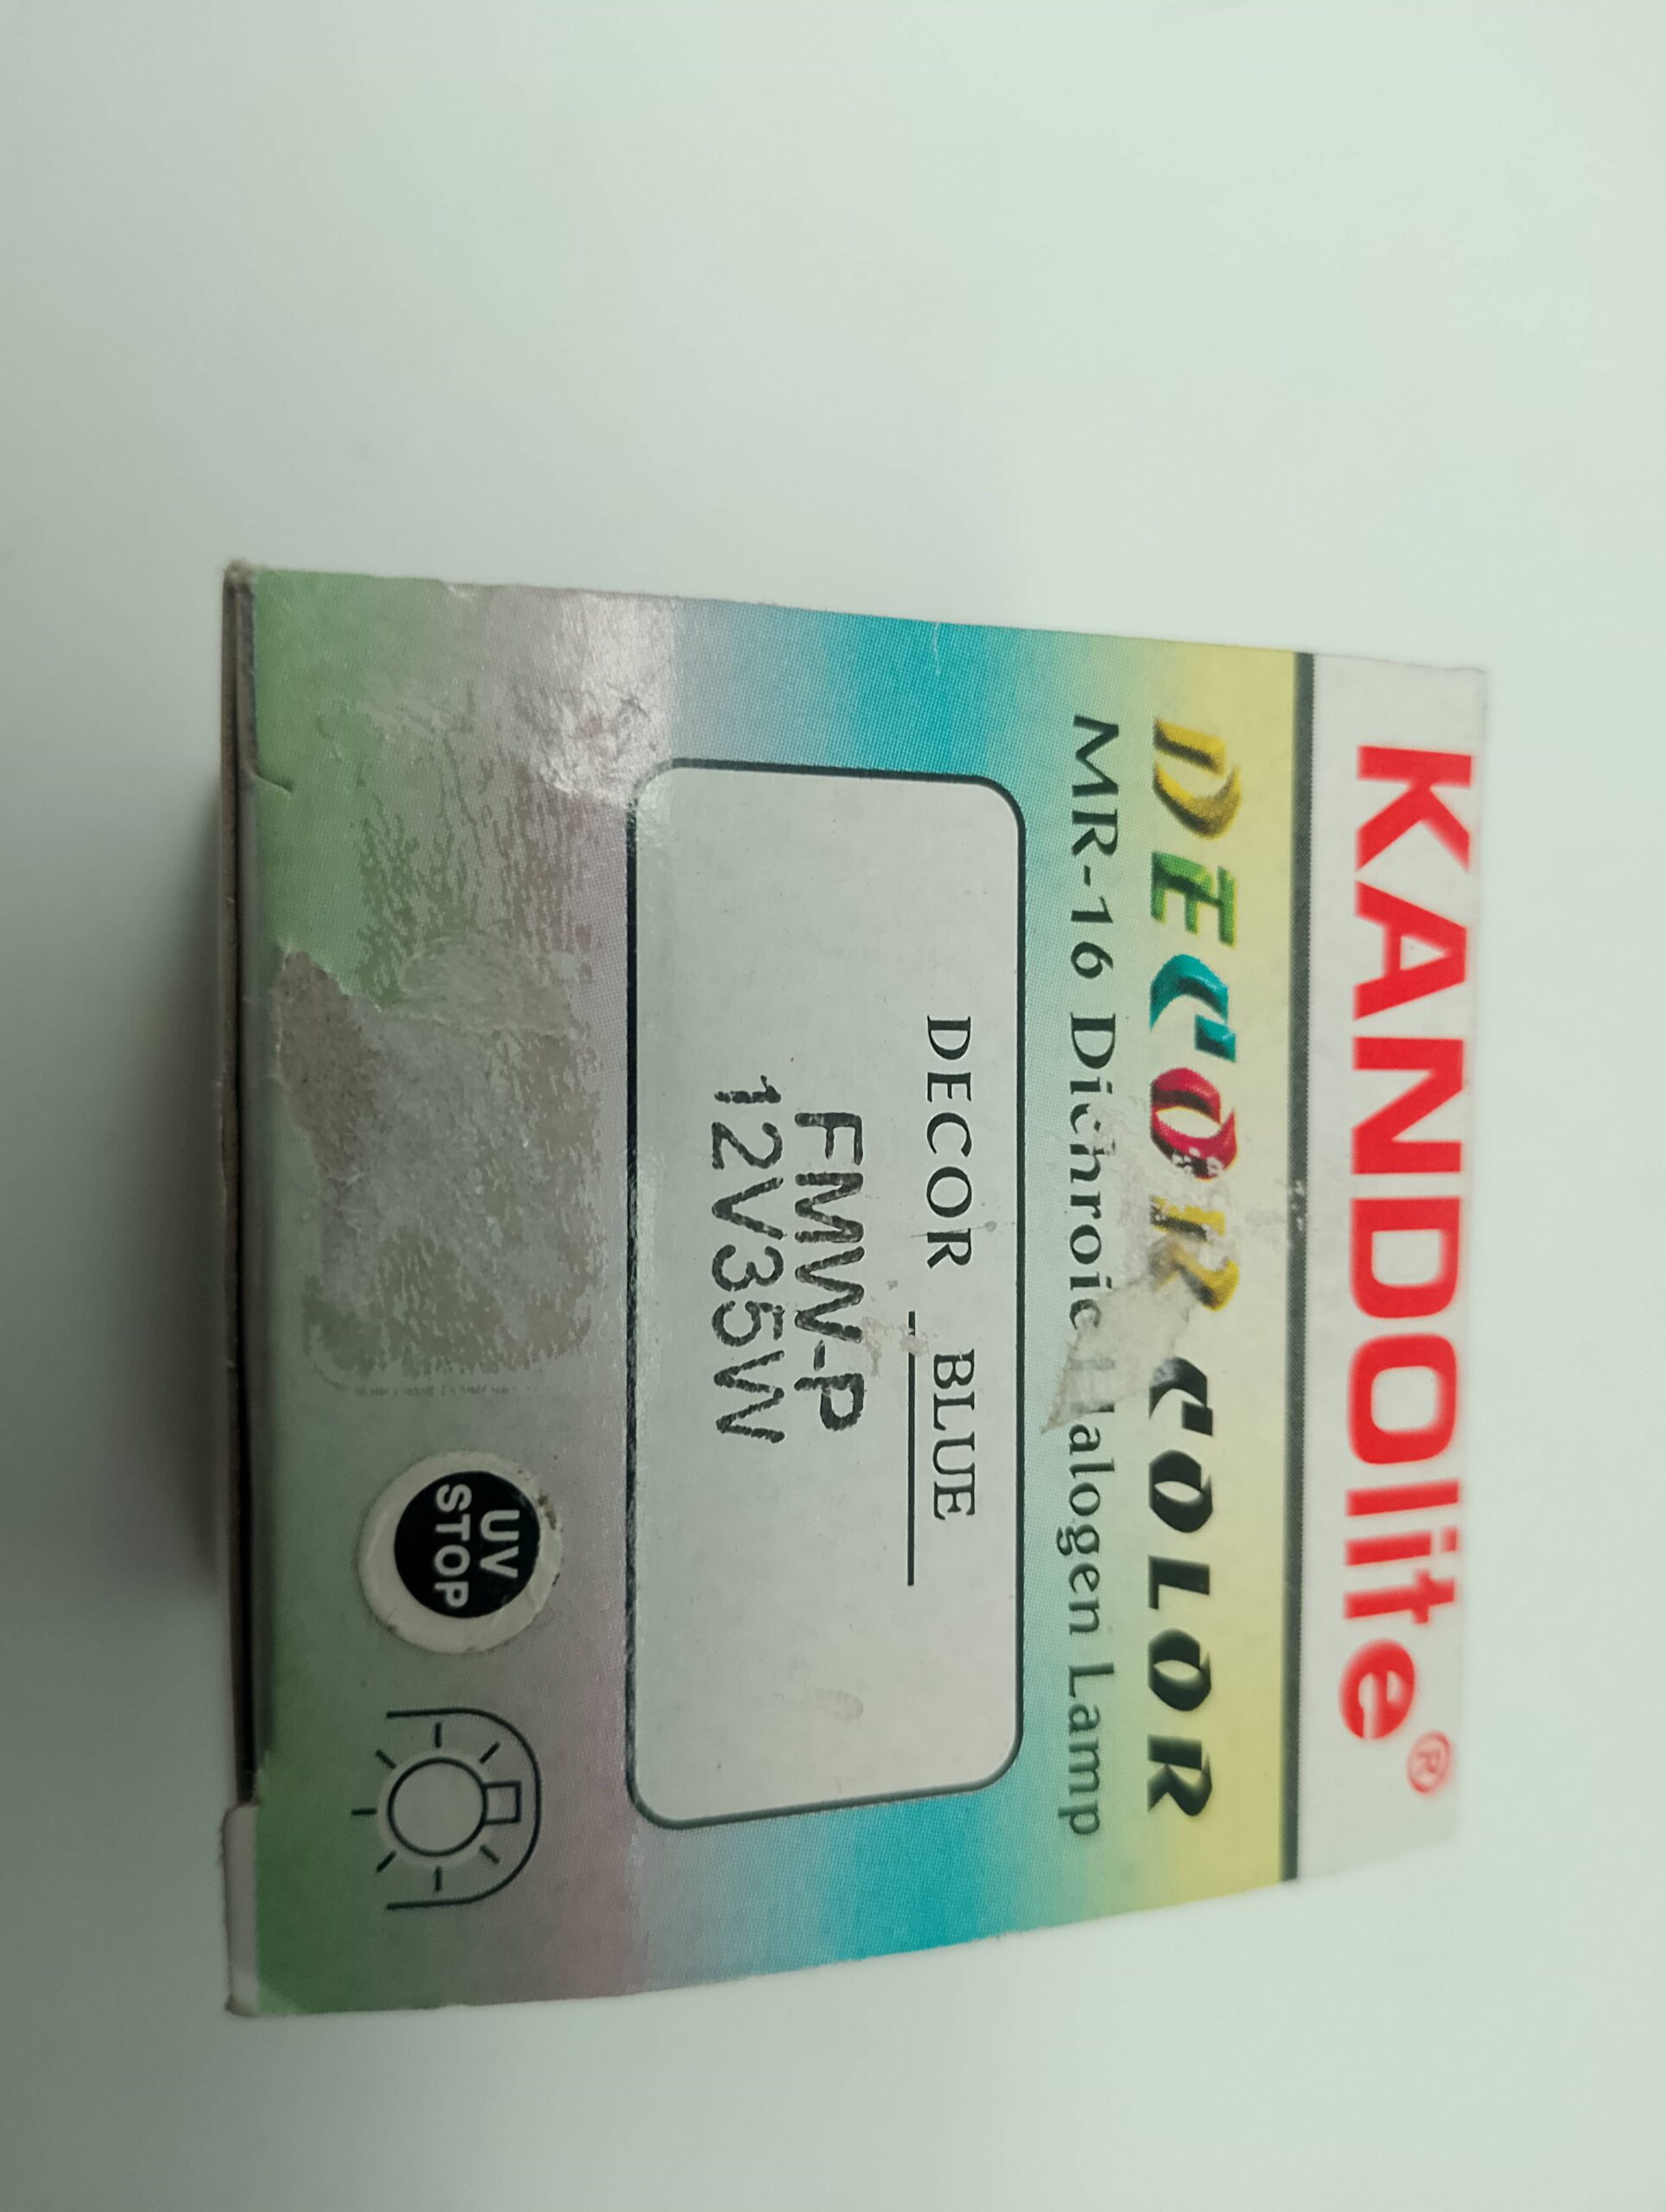 KANDOlite®
DECOR COLOR
MR-16 Dichroic Halogen Lamp
DECOR BLUE
FMW-P
12V35W
UV
STOP